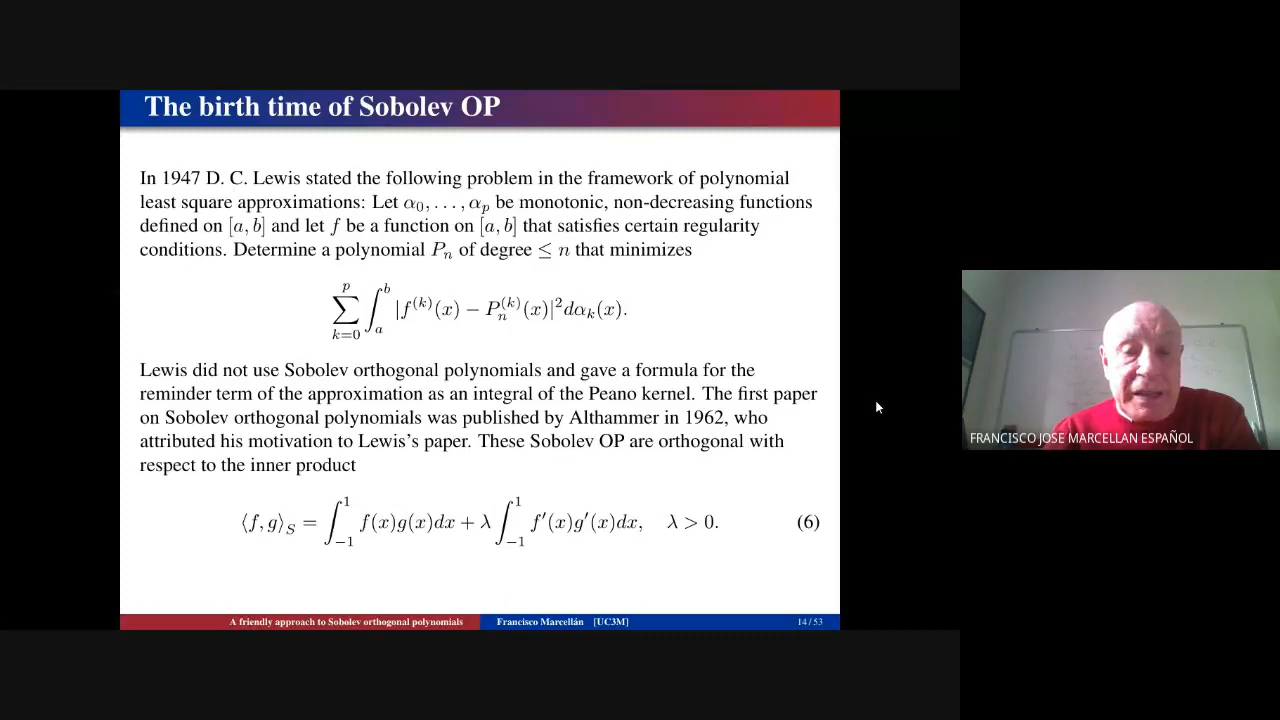 The birth time of Sobolev OP
In 1947 D. C. Lewis stated the following problem in the framework of polynomial
least square approximations: Let α₀, . . . , αₚ be monotonic, non-decreasing functions
defined on [a, b] and let f be a function on [a, b] that satisfies certain regularity
conditions. Determine a polynomial Pₙ of degree ≤ n that minimizes
∑_{k=0}^{p} ∫_a^b |f^{(k)}(x) − P_n^{(k)}(x)|² dα_k(x).
Lewis did not use Sobolev orthogonal polynomials and gave a formula for the
reminder term of the approximation as an integral of the Peano kernel. The first paper
on Sobolev orthogonal polynomials was published by Althammer in 1962, who
attributed his motivation to Lewis's paper. These Sobolev OP are orthogonal with
respect to the inner product
⟨f, g⟩_S = ∫_{−1}^{1} f(x)g(x)dx + λ ∫_{−1}^{1} f′(x)g′(x)dx, λ > 0. (6)
A friendly approach to Sobolev orthogonal polynomials Francisco Marcellán [UC3M] 14 / 53
FRANCISCO JOSE MARCELLAN ESPAÑOL